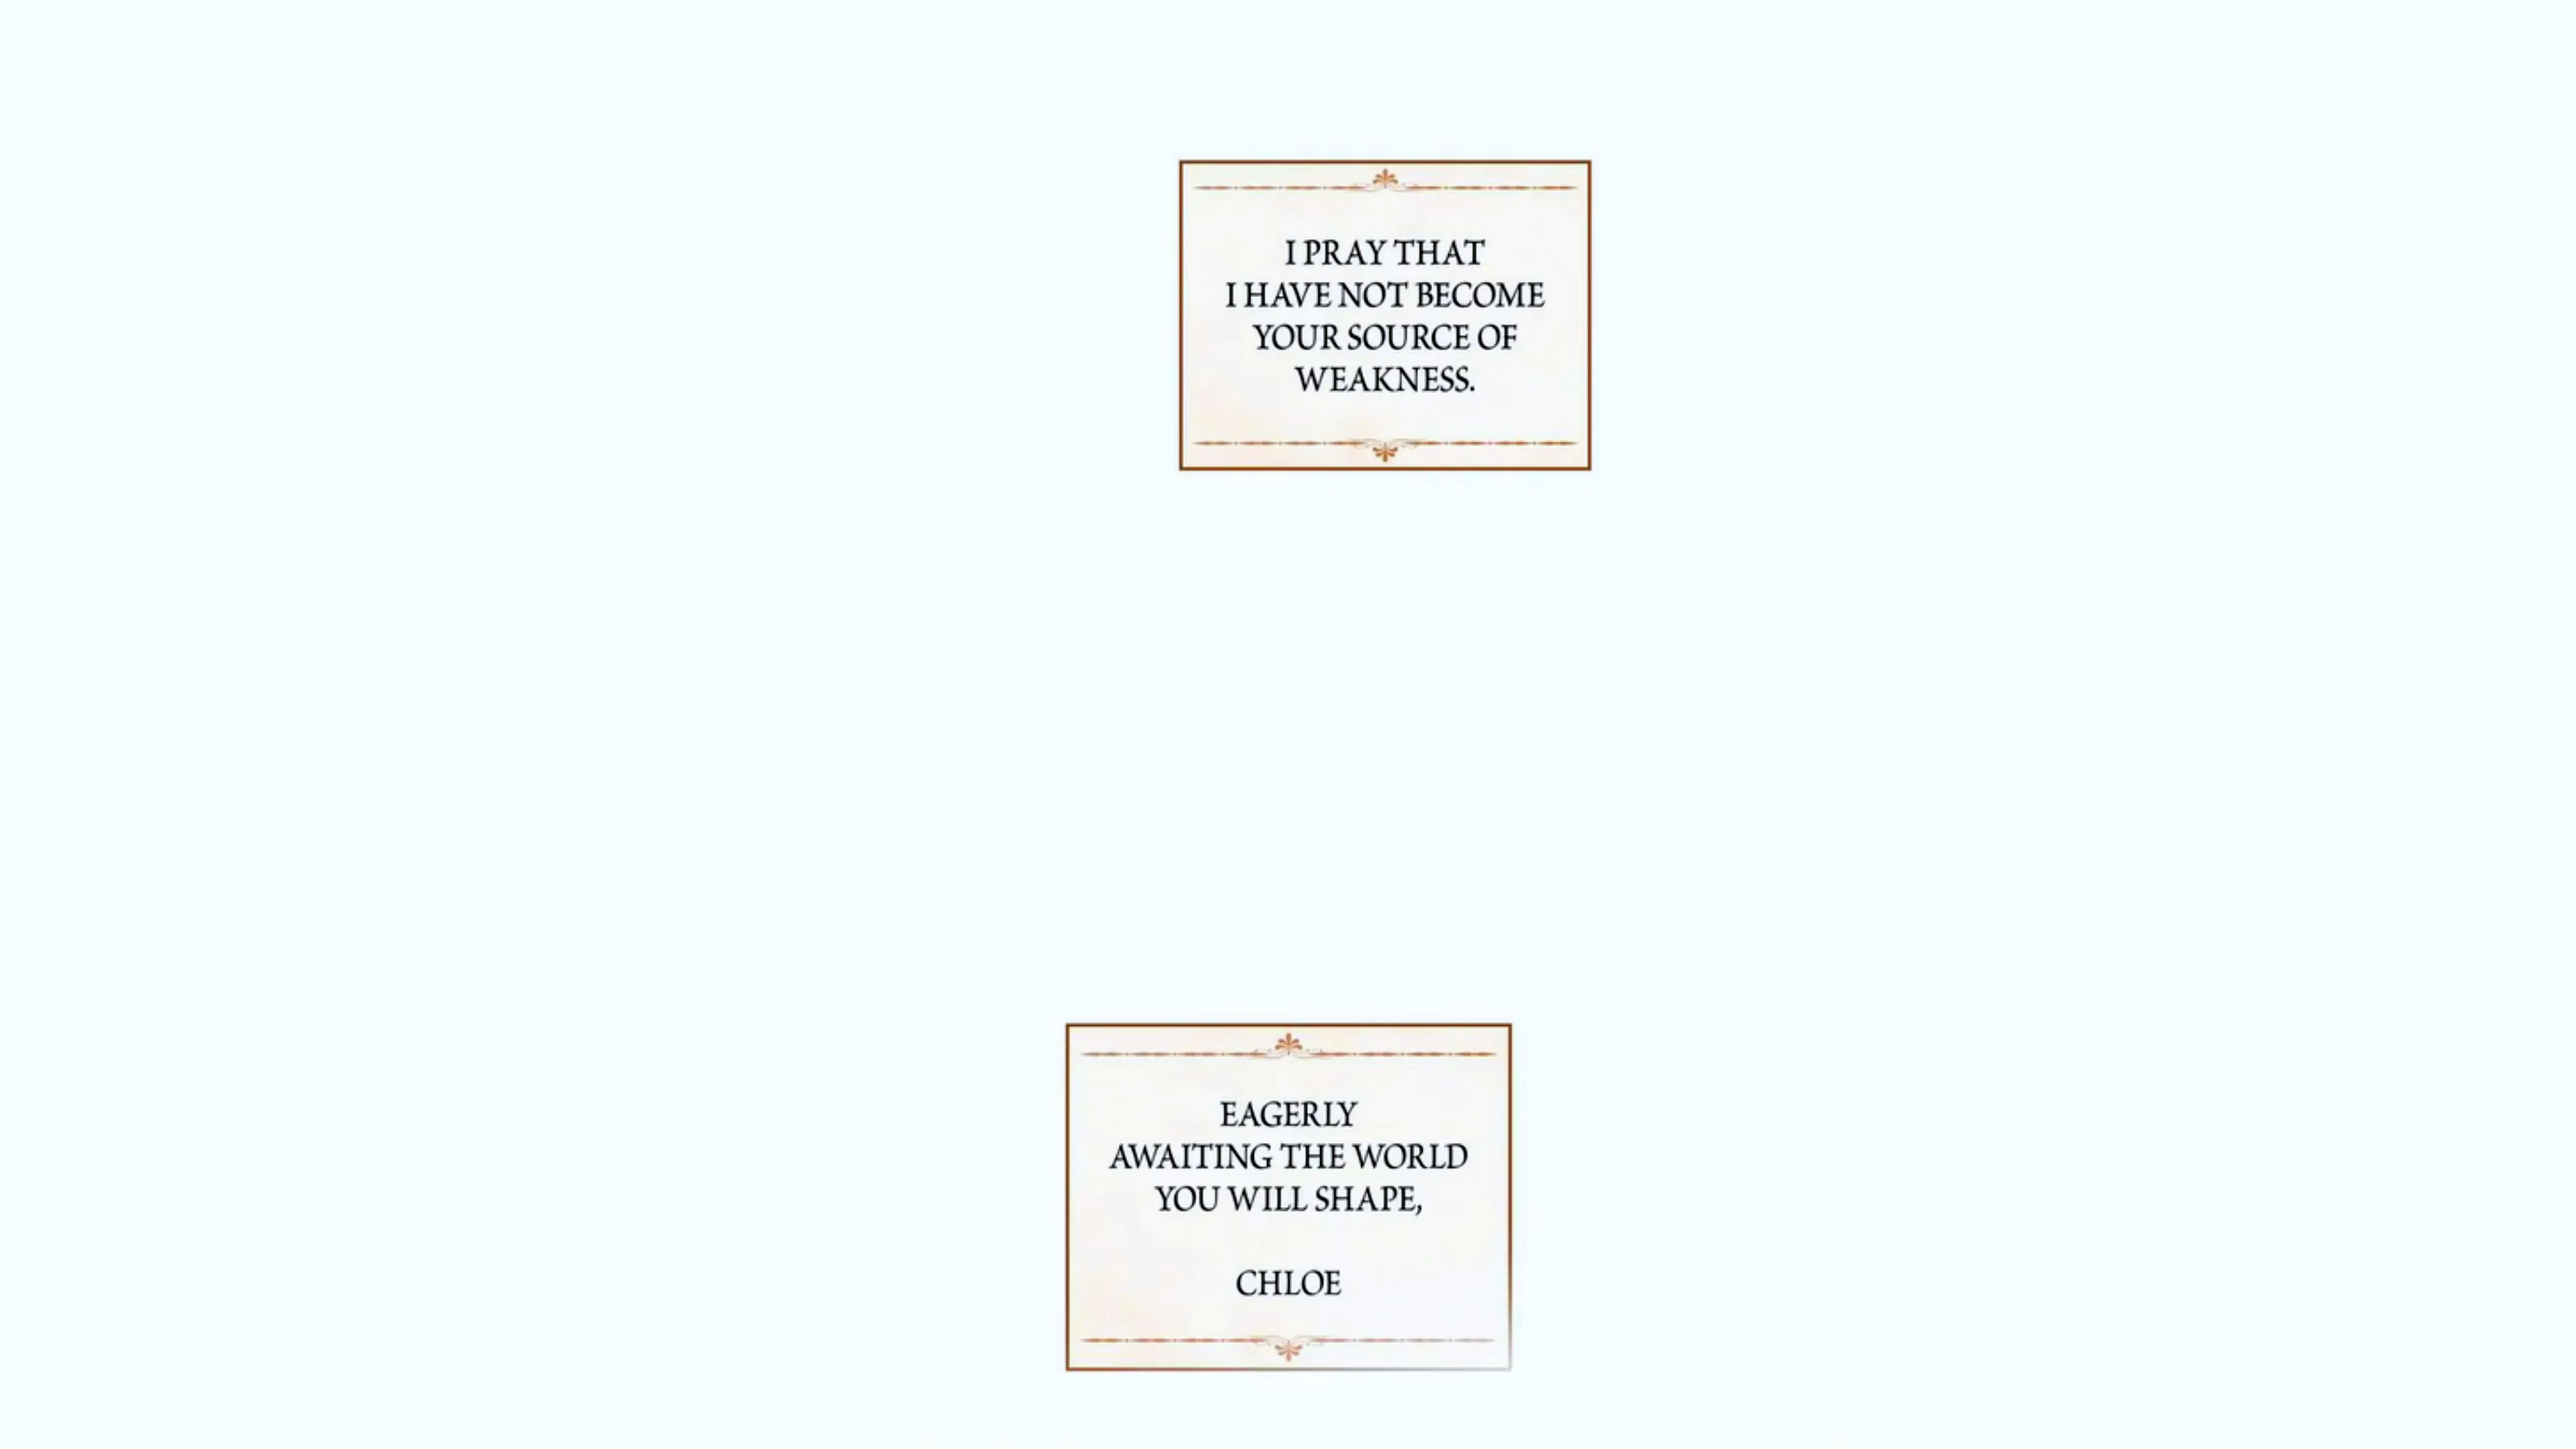 I PRAY THAT
I HAVE NOT BECOME
YOUR SOURCE OF
WEAKNESS.
EAGERLY
AWAITING THE WORLD
YOU WILL SHAPE,
CHLOE